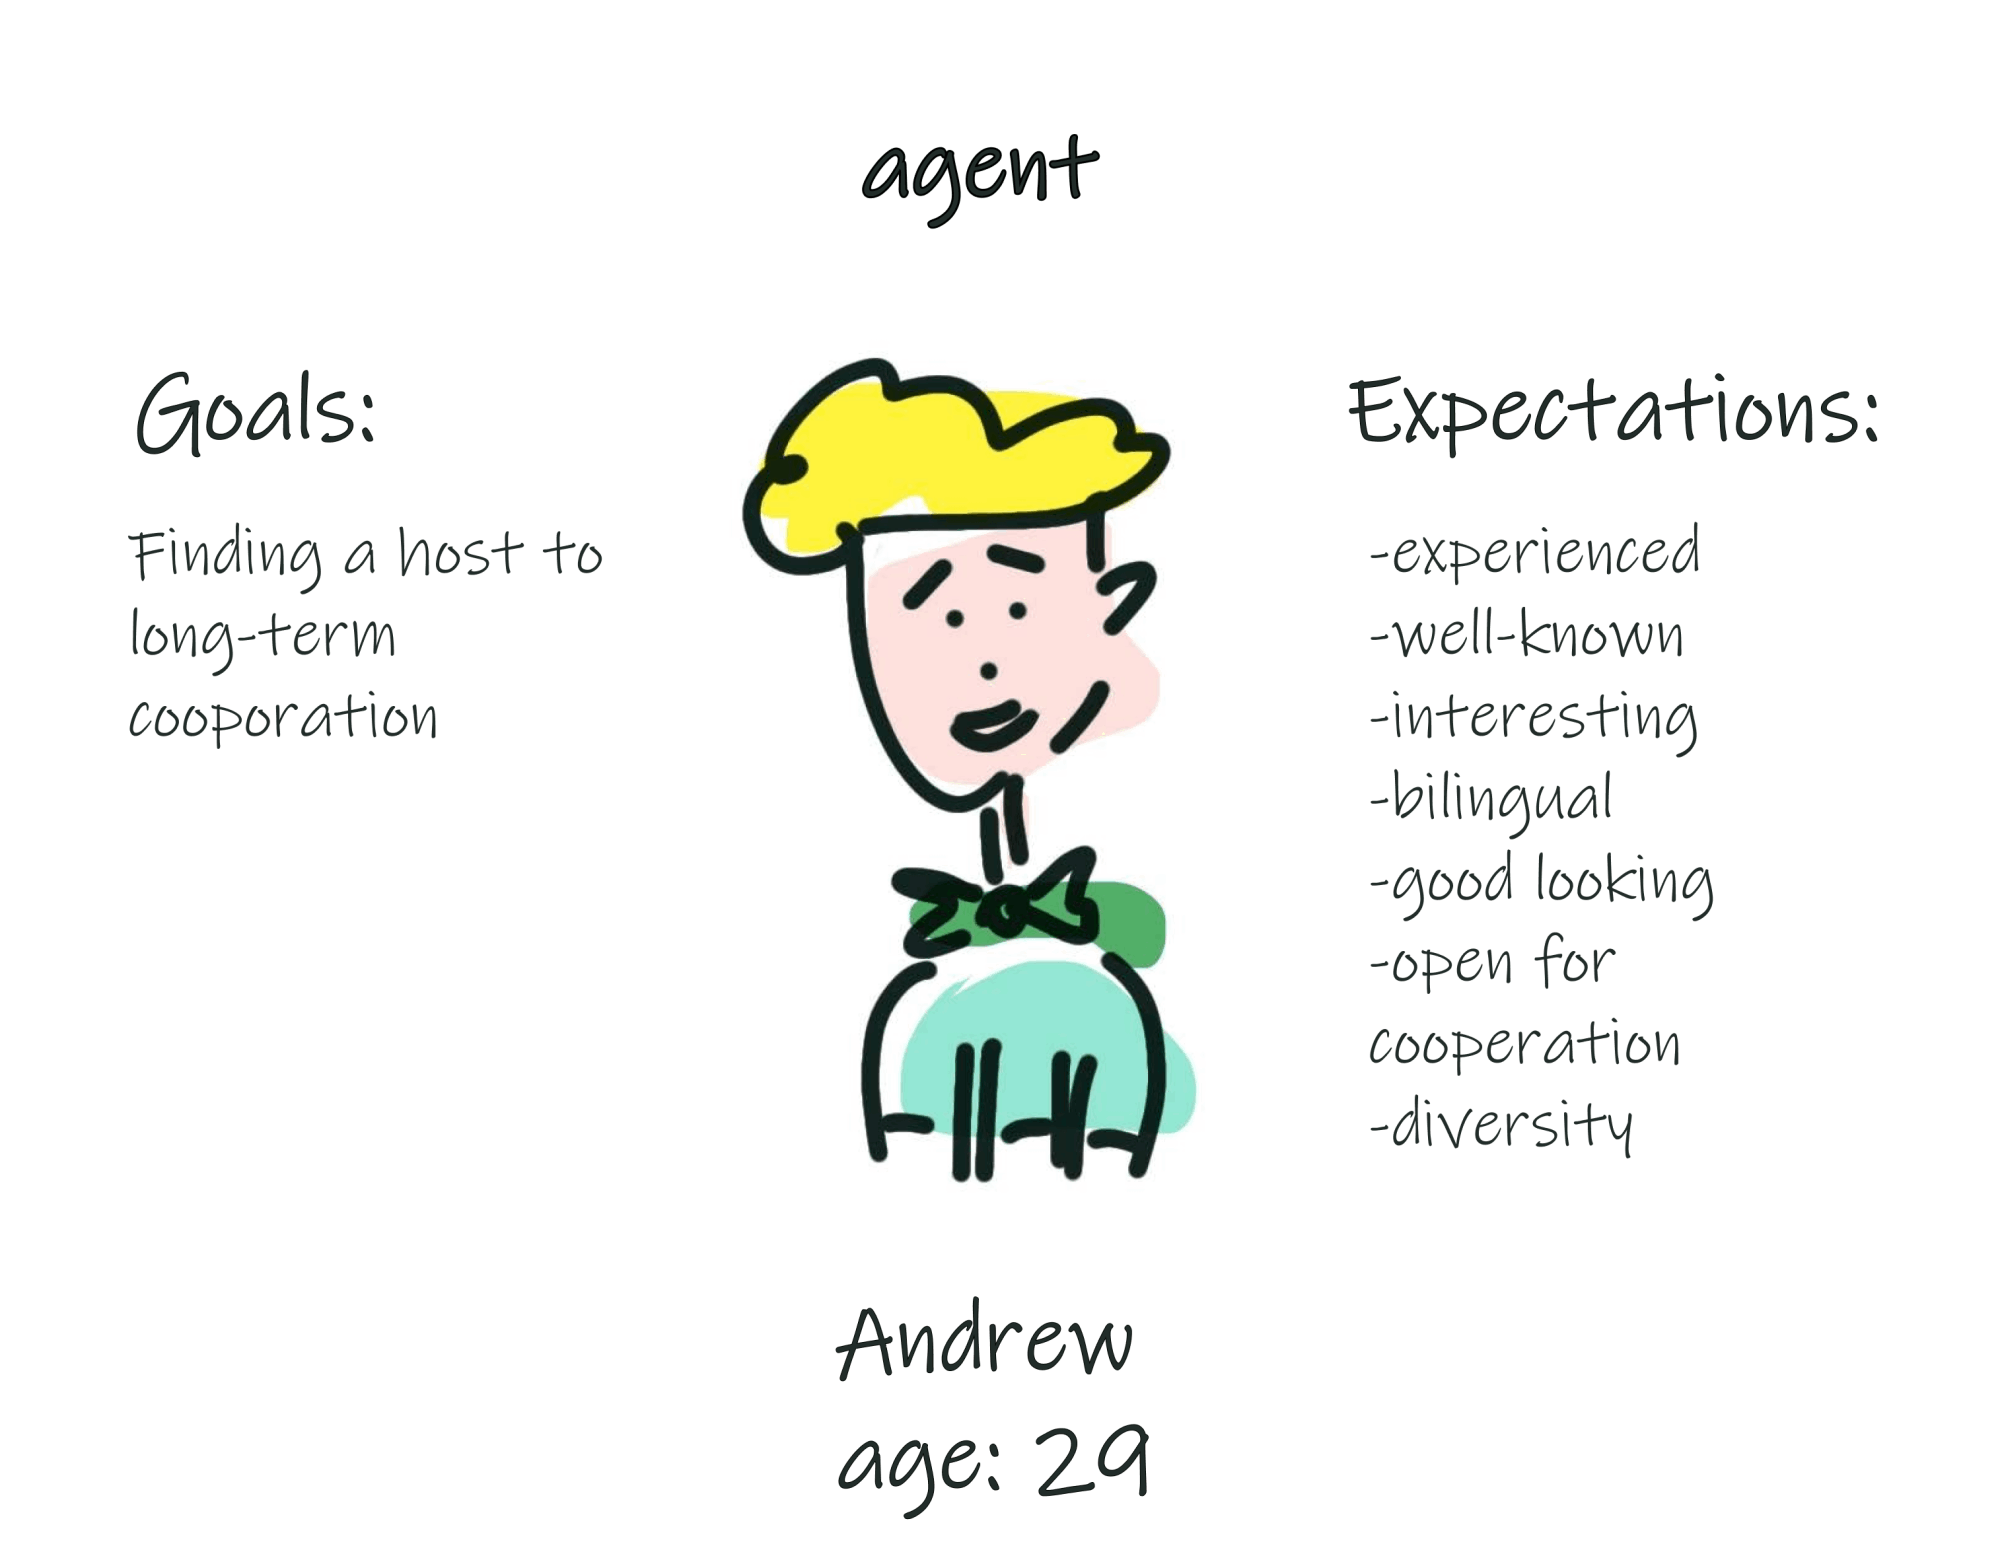 agent
Goals:
Finding a host to
long-term
cooporation
Expectations:
-experienced
-well-known
-interesting
-bilingual
-good looking
-open for
cooperation
-diversity
Andrew
age: 29